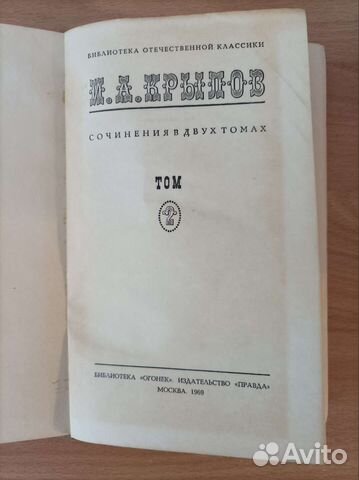 БИБЛИОТЕКА ОТЕЧЕСТВЕННОЙ КЛАССИКИ
И.А.КРЫЛОВ
СОЧИНЕНИЯ В ДВУХ ТОМАХ
ТОМ
2
БИБЛИОТЕКА «ОГОНЕК». ИЗДАТЕЛЬСТВО «ПРАВДА»
МОСКВА. 1969
Avito